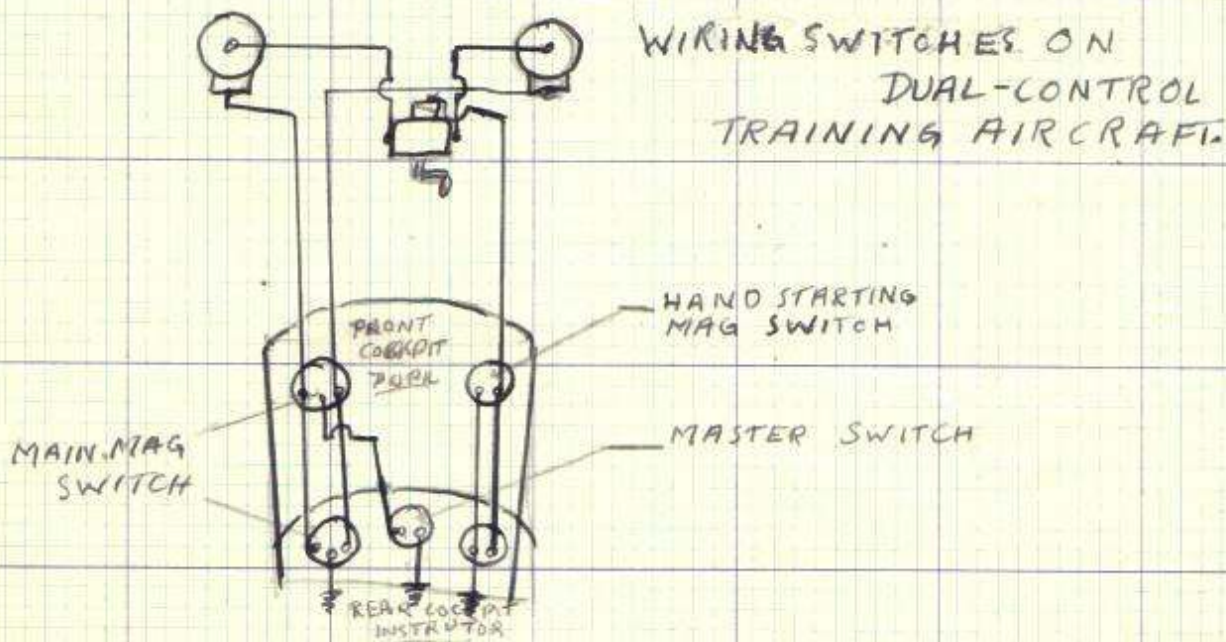 WIRING SWITCHES ON
DUAL-CONTROL
TRAINING AIRCRAFT.
FRONT
COCKPIT
HAND STARTING
MAG SWITCH
MAIN.MAG
SWITCH
MASTER SWITCH
REAR COCKPIT
INSTRUTOR